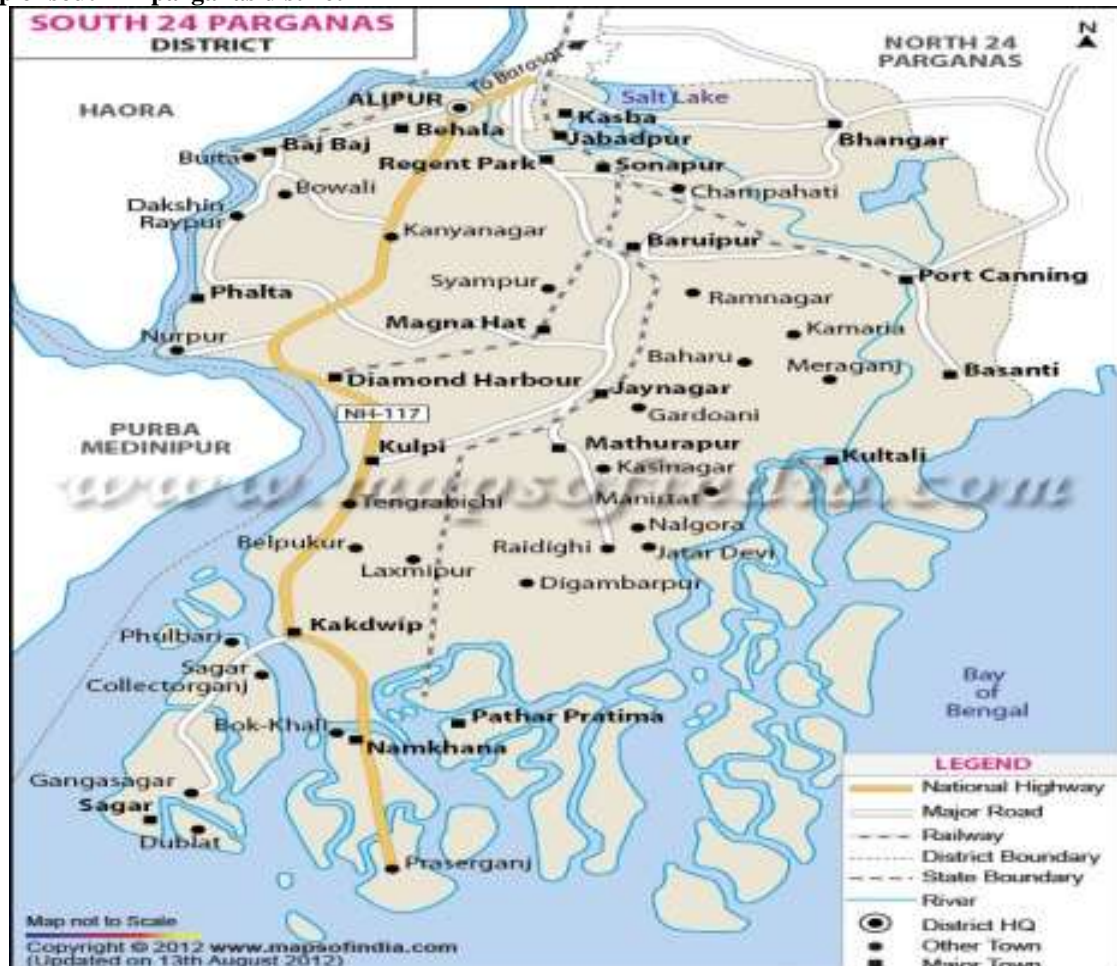 SOUTH 24 PARGANAS
DISTRICT
N
NORTH 24
PARGANAS
To Barasat
HAORA
ALIPUR
Salt Lake
Kasba
Behala
Jabadpur
Bhangar
Baj Baj
Buita
Regent Park
Sonapur
Bowali
Champahati
Dakshin
Raypur
Kanyanagar
Baruipur
Syampur
Port Canning
Phalta
Ramnagar
Magna Hat
Kamaria
Nurpur
Baharu
Meraganj
Basanti
Diamond Harbour
Jaynagar
NH-117
Gardoani
PURBA
MEDINIPUR
Kulpi
Mathurapur
Kultali
Kasinagar
www.mapsofindia.com
Tengrabichi
Manirtat
Nalgora
Belpukur
Raidighi
Jatar Devi
Laxmipur
Digambarpur
Kakdwip
Phulbari
Sagar
Collectorganj
Bay
of
Bengal
Pathar Pratima
Bok-Khali
Namkhana
Gangasagar
Sagar
Dublat
Praserganj
LEGEND
National Highway
Major Road
Railway
District Boundary
State Boundary
River
District HQ
Other Town
Major Town
Map not to Scale
Copyright © 2012 www.mapsofindia.com
(Updated on 13th August 2012)